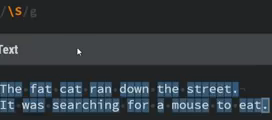 /\S/g
Text
The fat cat ran down the street.
It was searching for a mouse to eat.